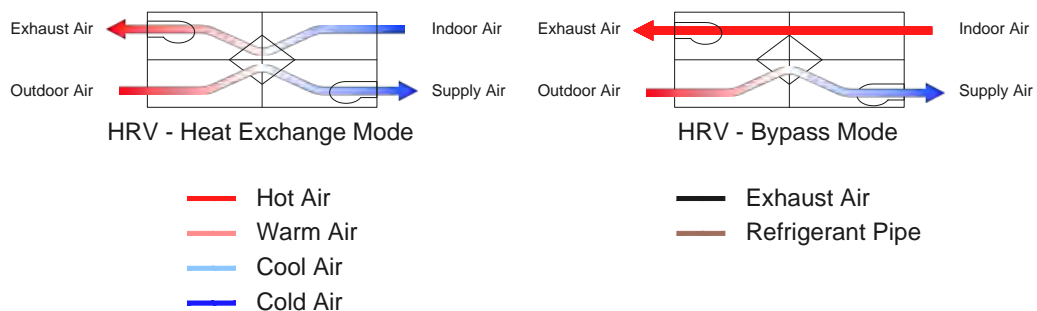 Exhaust Air
Indoor Air
Outdoor Air
Supply Air
HRV - Heat Exchange Mode
Exhaust Air
Indoor Air
Outdoor Air
Supply Air
HRV - Bypass Mode
Hot Air
Warm Air
Cool Air
Cold Air
Exhaust Air
Refrigerant Pipe